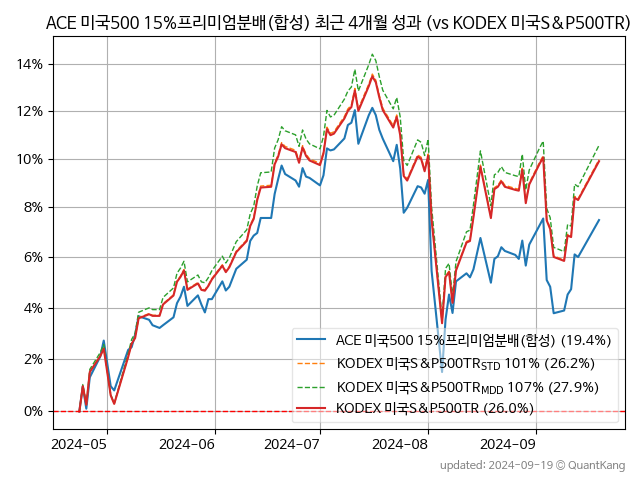 ACE 미국500 15%프리미엄분배(합성) 최근 4개월 성과 (vs KODEX 미국S&P500TR)
14%
12%
10%
8%
6%
4%
2%
0%
ACE 미국500 15%프리미엄분배(합성) (19.4%)
KODEX 미국S&P500TR STD 101% (26.2%)
KODEX 미국S&P500TR MDD 107% (27.9%)
KODEX 미국S&P500TR (26.0%)
2024-05 2024-06 2024-07 2024-08 2024-09
updated: 2024-09-19 © QuantKang